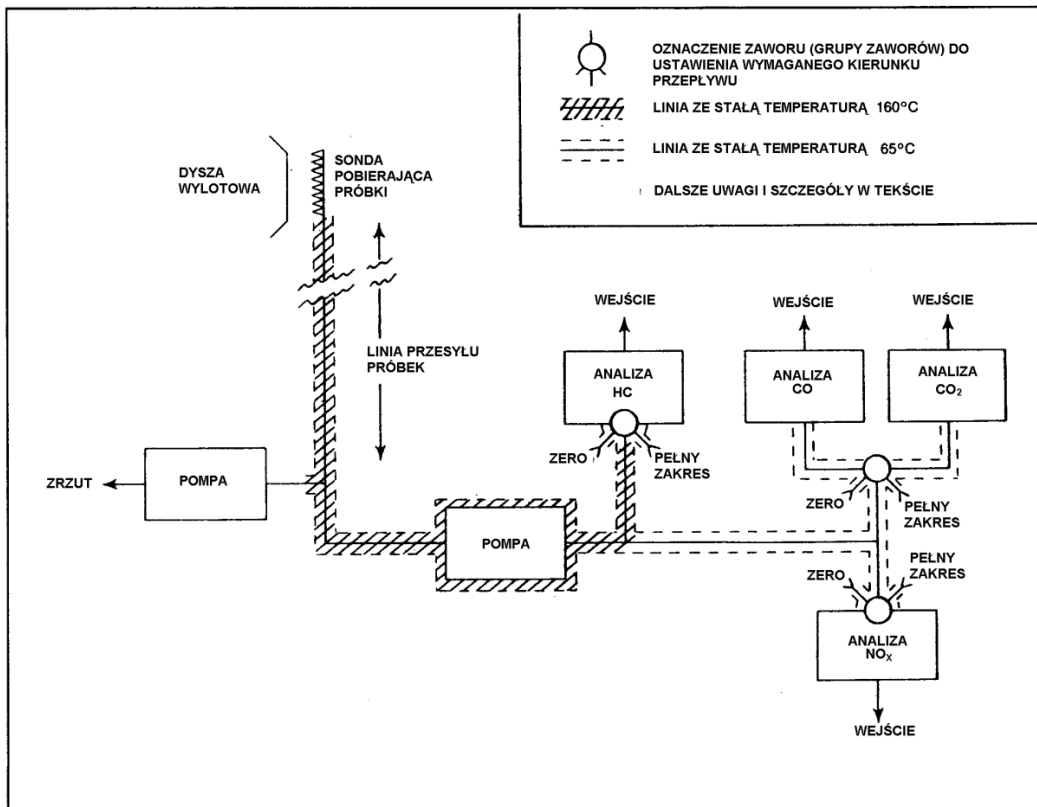 OZNACZENIE ZAWORU (GRUPY ZAWORÓW) DO
USTAWIENIA WYMAGANEGO KIERUNKU
PRZEPŁYWU
LINIA ZE STAŁĄ TEMPERATURĄ 160°C
LINIA ZE STAŁĄ TEMPERATURĄ 65°C
DALSZE UWAGI I SZCZEGÓŁY W TEKŚCIE
DYSZA
WYLOTOWA
SONDA
POBIERAJĄCA
PRÓBKI
LINIA PRZESYŁU
PRÓBEK
WEJŚCIE
WEJŚCIE
WEJŚCIE
ANALIZA
HC
ANALIZA
CO
ANALIZA
CO₂
ZERO
PEŁNY
ZAKRES
ZERO
PEŁNY
ZAKRES
ZRZUT
POMPA
POMPA
ZERO
PEŁNY
ZAKRES
ANALIZA
NOX
WEJŚCIE